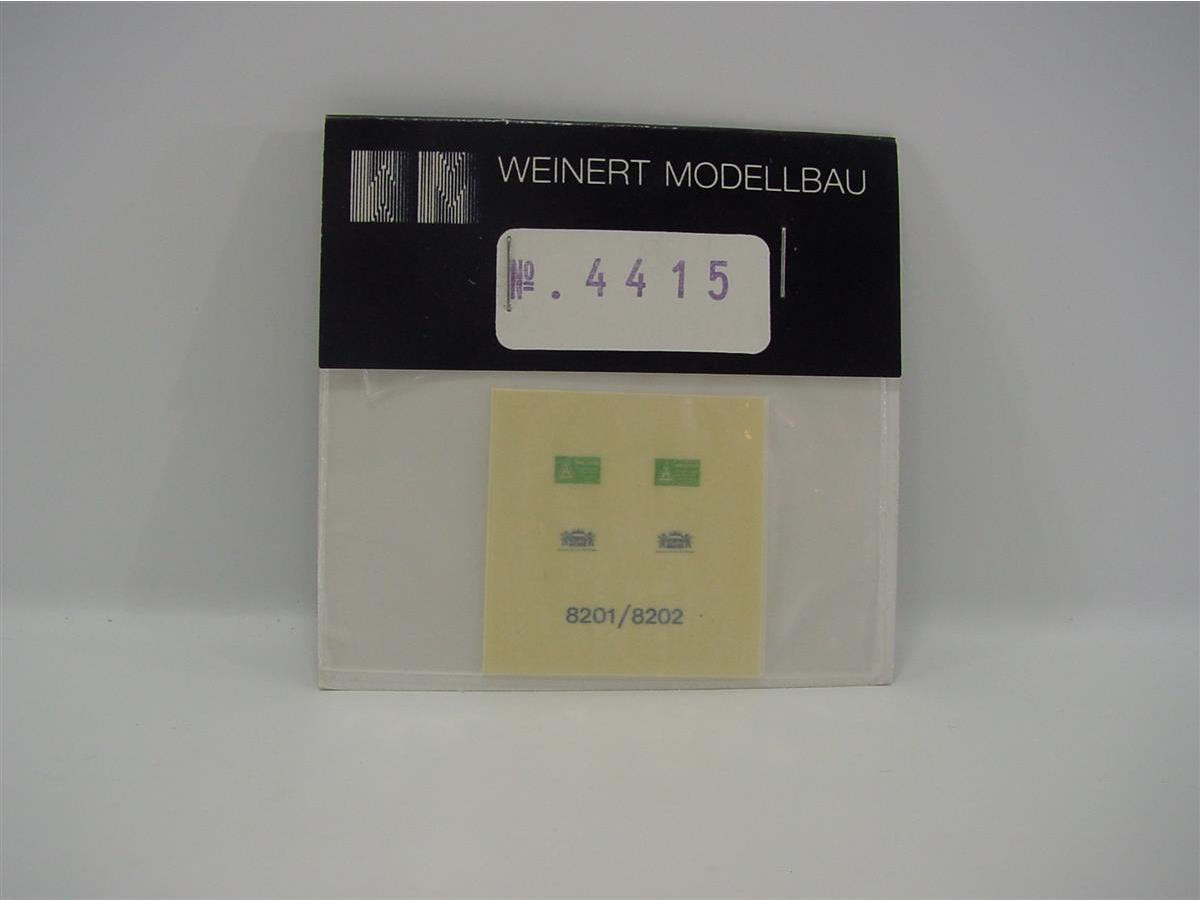 WEINERT MODELLBAU
№. 4415
8201/8202